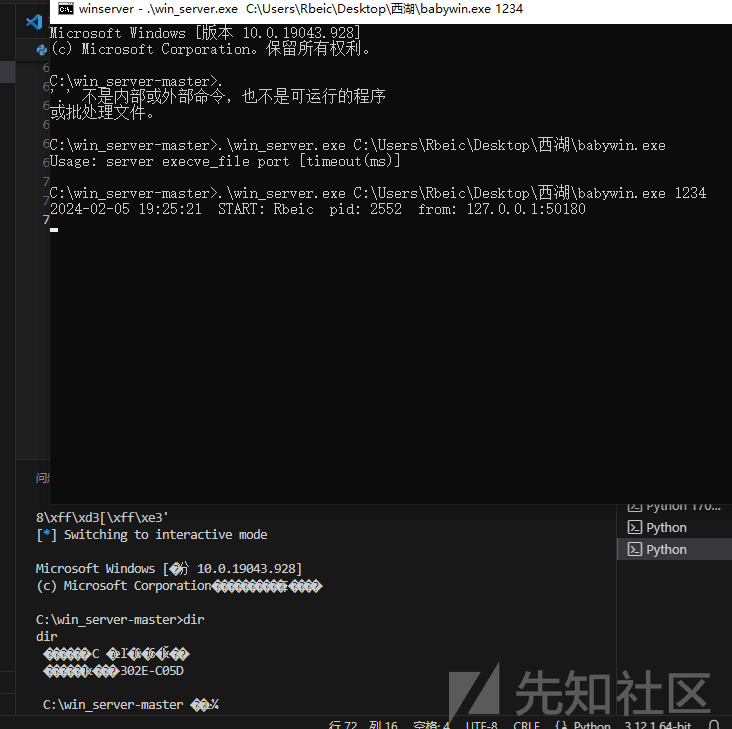 winserver - .\win_server.exe C:\Users\Rbeic\Desktop\西湖\babywin.exe 1234
Microsoft Windows [版本 10.0.19043.928]
(c) Microsoft Corporation。保留所有权利。
C:\win_server-master>.
'.' 不是内部或外部命令，也不是可运行的程序
或批处理文件。
C:\win_server-master>.\win_server.exe C:\Users\Rbeic\Desktop\西湖\babywin.exe
Usage: server execve_file port [timeout(ms)]
C:\win_server-master>.\win_server.exe C:\Users\Rbeic\Desktop\西湖\babywin.exe 1234
2024-02-05 19:25:21 START: Rbeic pid: 2552 from: 127.0.0.1:50180
8\xff\xd3[\xff\xe3'
[*] Switching to interactive mode
Microsoft Windows [ 10.0.19043.928]
(c) Microsoft Corporation
C:\win_server-master>dir
dir
302E-C05D
C:\win_server-master
Python
Python
行 72, 列 16 空格: 4 UTF-8 CRLF {} Python 3.12.1 64-bit
先知社区